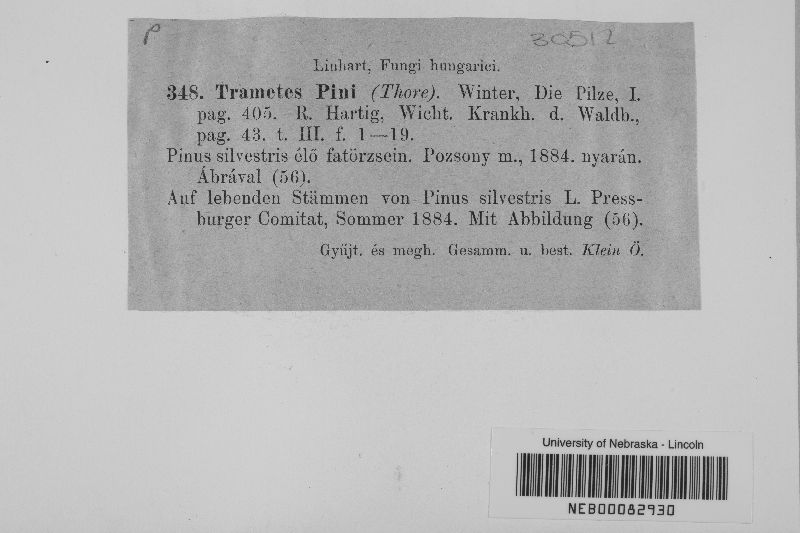 P 30512
Linhart, Fungi hungarici.
348. Trametes Pini (Thore). Winter, Die Pilze, I.
pag. 405. R. Hartig, Wicht. Krankh. d. Waldb.,
pag. 43. t. III. f. 1—19.
Pinus silvestris élő fatörzsein. Pozsony m., 1884. nyarán.
Ábrával (56).
Auf lebenden Stämmen von Pinus silvestris L. Press-
burger Comitat, Sommer 1884. Mit Abbildung (56).
Gyüjt. és megh. Gesamm. u. best. Klein Ö.
University of Nebraska - Lincoln
NEB00082930